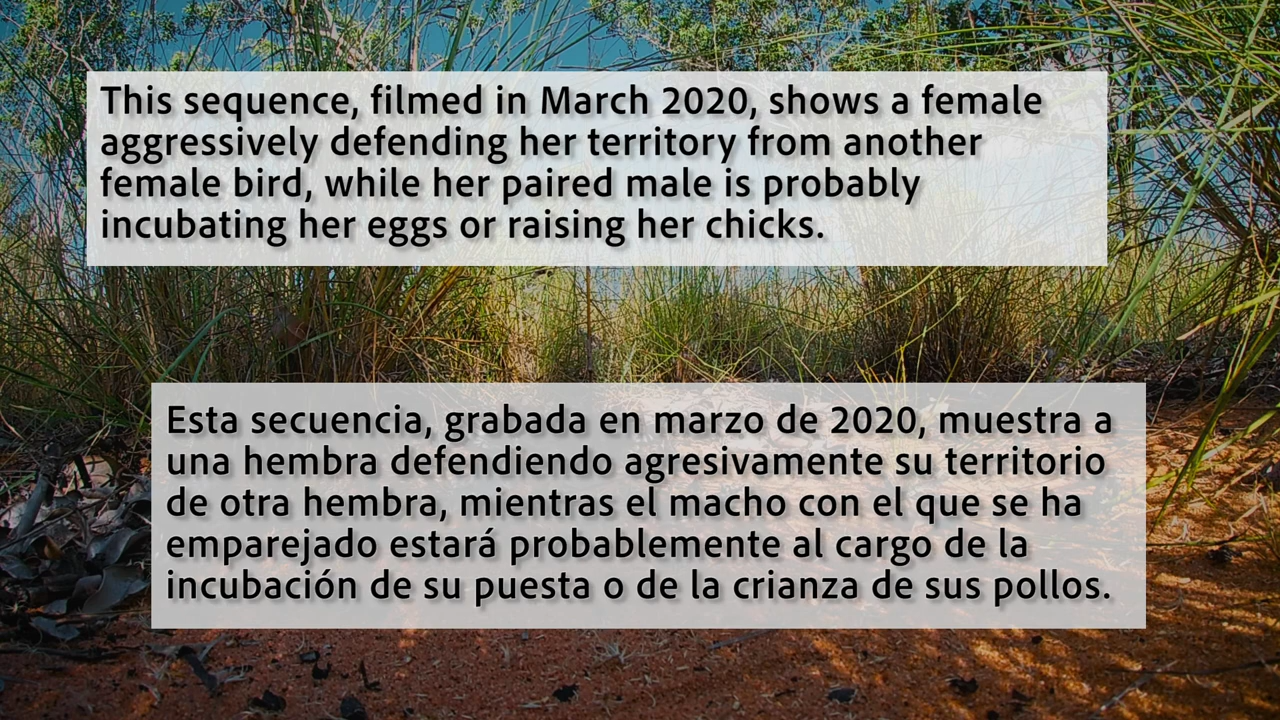 This sequence, filmed in March 2020, shows a female
aggressively defending her territory from another
female bird, while her paired male is probably
incubating her eggs or raising her chicks.
Esta secuencia, grabada en marzo de 2020, muestra a
una hembra defendiendo agresivamente su territorio
de otra hembra, mientras el macho con el que se ha
emparejado estará probablemente al cargo de la
incubación de su puesta o de la crianza de sus pollos.